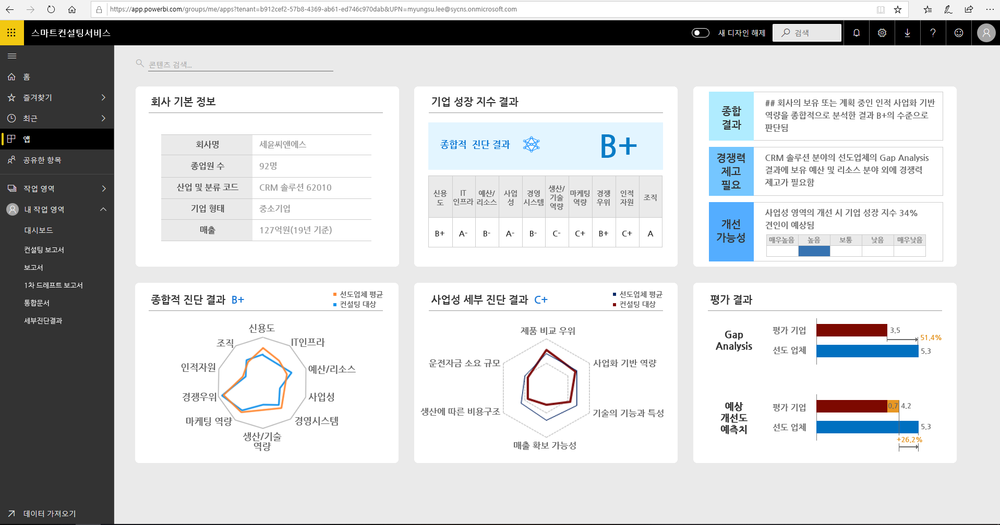 https://app.powerbi.com/groups/me/apps?tenant=b912cef2-57b8-4369-ab61-ed746c970dab&UPN=myungsu.lee@sycns.onmicrosoft.com
스마트컨설팅서비스
새 디자인 해제
검색
홈
즐겨찾기
최근
앱
공유한 항목
작업 영역
내 작업 영역
대시보드
컨설팅 보고서
보고서
1차 드레프트 보고서
통합문서
세부진단결과
데이터 가져오기
콘텐츠 검색...
회사 기본 정보
회사명 세윤씨앤에스
종업원 수 92명
산업 및 분류 코드 CRM 솔루션 62010
기업 형태 중소기업
매출 127억원(19년 기준)
기업 성장 지수 결과
종합적 진단 결과 B+
신용
도
IT
인프라
예산/
리소스
사업
성
경영
시스템
생산/
기술
역량
마케팅
역량
경쟁
우위
인적
자원
조직
B+ A- B- A- B- C- C+ B+ C+ A
종합
결과
## 회사의 보유 또는 계획 중인 인적 사업화 기반
역량을 종합적으로 분석한 결과 B+의 수준으로
판단됨
경쟁력
제고
필요
CRM 솔루션 분야의 선도업체의 Gap Analysis
결과에 보유 예산 및 리소스 분야 외에 경쟁력
제고가 필요함
개선
가능성
사업성 영역의 개선 시 기업 성장 지수 34%
견인이 예상됨
매우높음 높음 보통 낮음 매우낮음
종합적 진단 결과 B+
선도업체 평균
컨설팅 대상
신용도
IT인프라
예산/리소스
사업성
경영시스템
생산/기술
역량
마케팅 역량
경쟁우위
인적자원
조직
사업성 세부 진단 결과 C+
선도업체 평균
컨설팅 대상
제품 비교 우위
사업화 기반 역량
기술의 기능과 특성
매출 확보 가능성
생산에 따른 비용구조
운전자금 소요 규모
평가 결과
Gap
Analysis
평가 기업 3.5
51.4%
선도 업체 5.3
예상
개선도
예측치
평가 기업 0.7 4.2
선도 업체 5.3
+26.2%